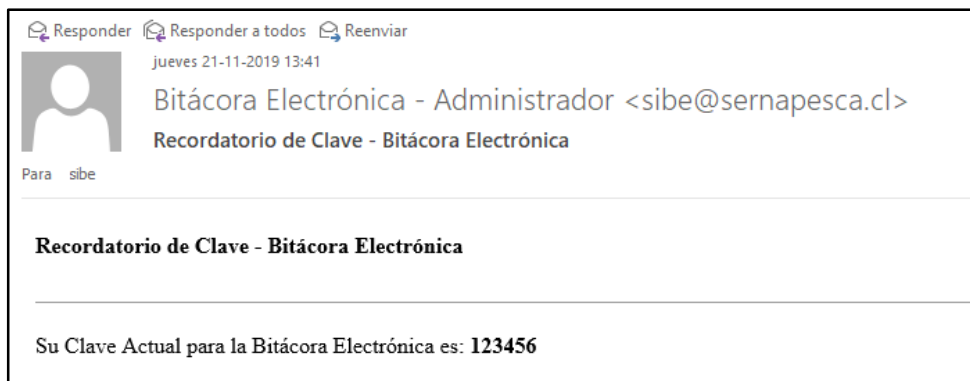 Responder Responder a todos Reenviar
jueves 21-11-2019 13:41
Bitácora Electrónica - Administrador <sibe@sernapesca.cl>
Recordatorio de Clave - Bitácora Electrónica
Para sibe
Recordatorio de Clave - Bitácora Electrónica
Su Clave Actual para la Bitácora Electrónica es: 123456